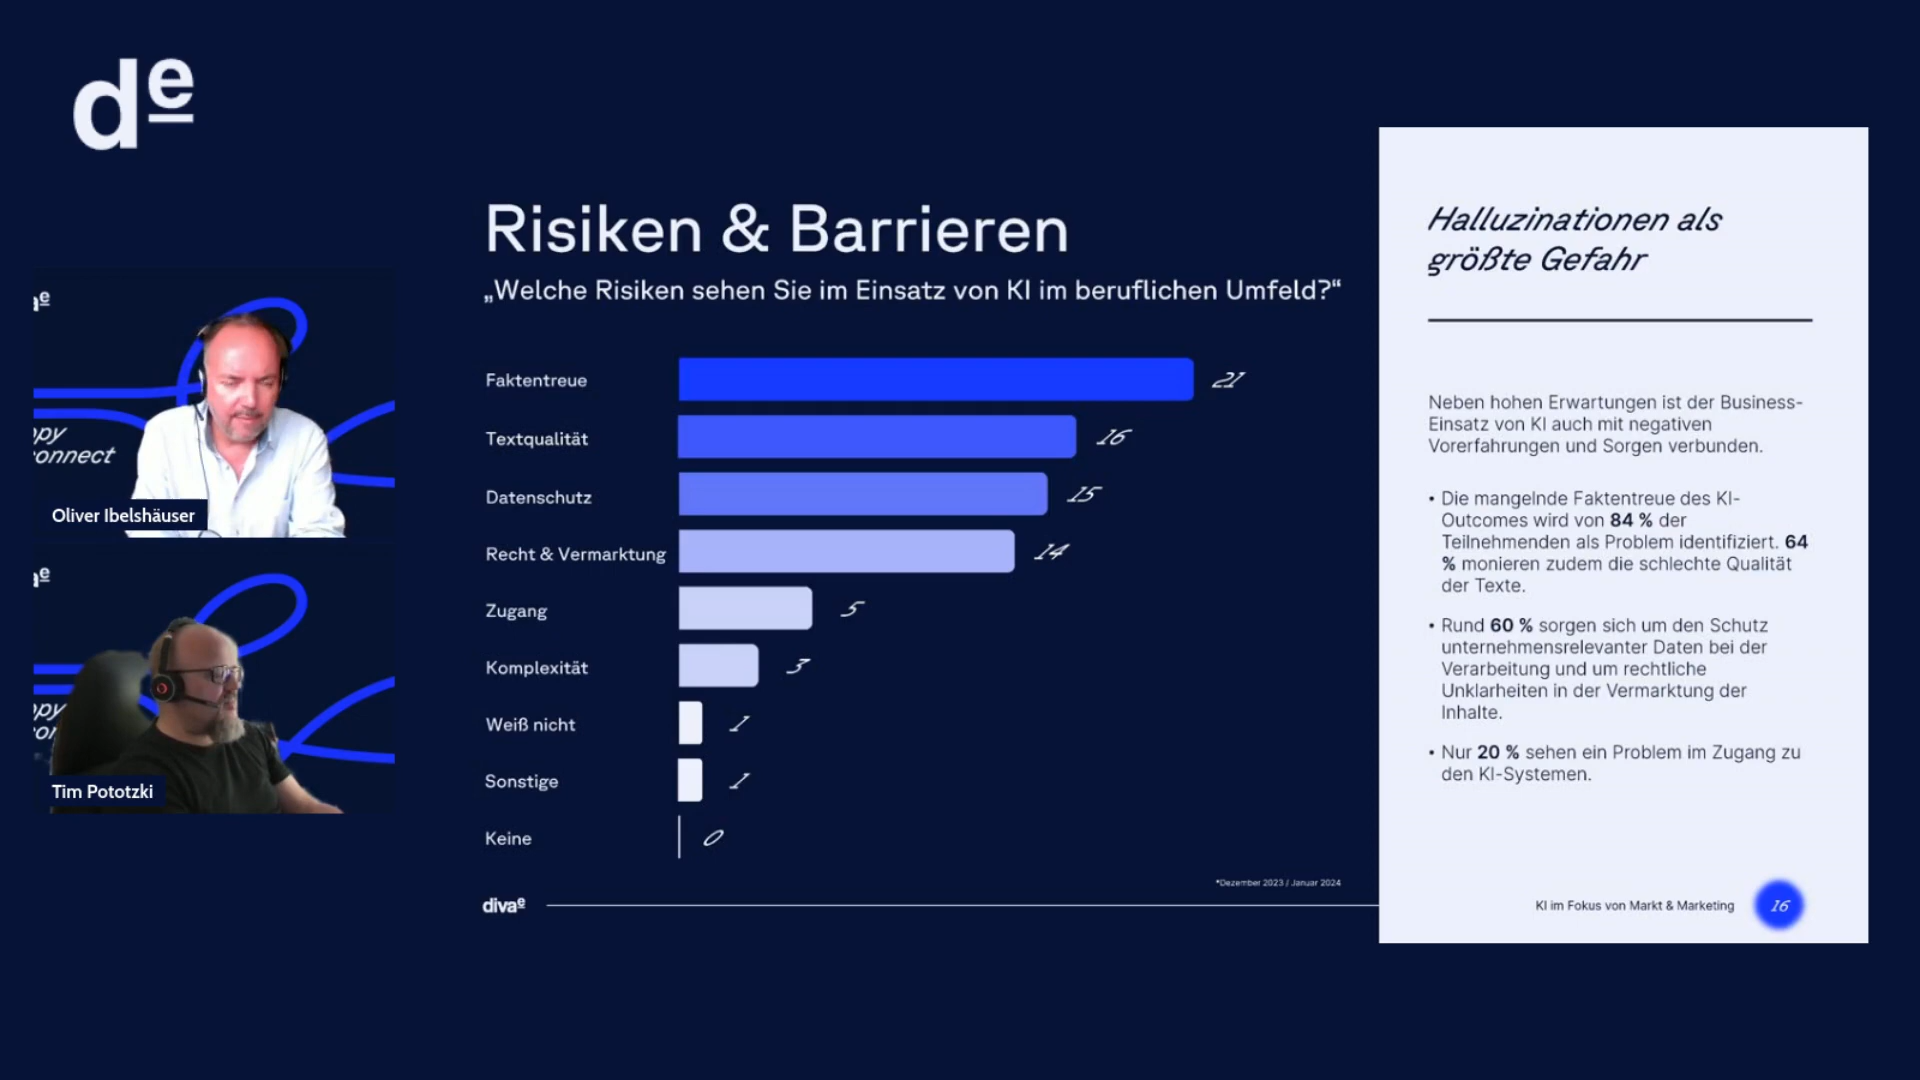 de
Risiken & Barrieren
„Welche Risiken sehen Sie im Einsatz von KI im beruflichen Umfeld?“
Faktentreue 21
Textqualität 16
Datenschutz 15
Recht & Vermarktung 14
Zugang 5
Komplexität 3
Weiß nicht 1
Sonstige 1
Keine 0
*Dezember 2023 / Januar 2024
divae
Halluzinationen als
größte Gefahr
Neben hohen Erwartungen ist der Business-
Einsatz von KI auch mit negativen
Vorerfahrungen und Sorgen verbunden.
• Die mangelnde Faktentreue des KI-
Outcomes wird von 84 % der
Teilnehmenden als Problem identifiziert. 64
% monieren zudem die schlechte Qualität
der Texte.
• Rund 60 % sorgen sich um den Schutz
unternehmensrelevanter Daten bei der
Verarbeitung und um rechtliche
Unklarheiten in der Vermarktung der
Inhalte.
• Nur 20 % sehen ein Problem im Zugang zu
den KI-Systemen.
KI im Fokus von Markt & Marketing 16
Oliver Ibelshäuser
Tim Pototzki